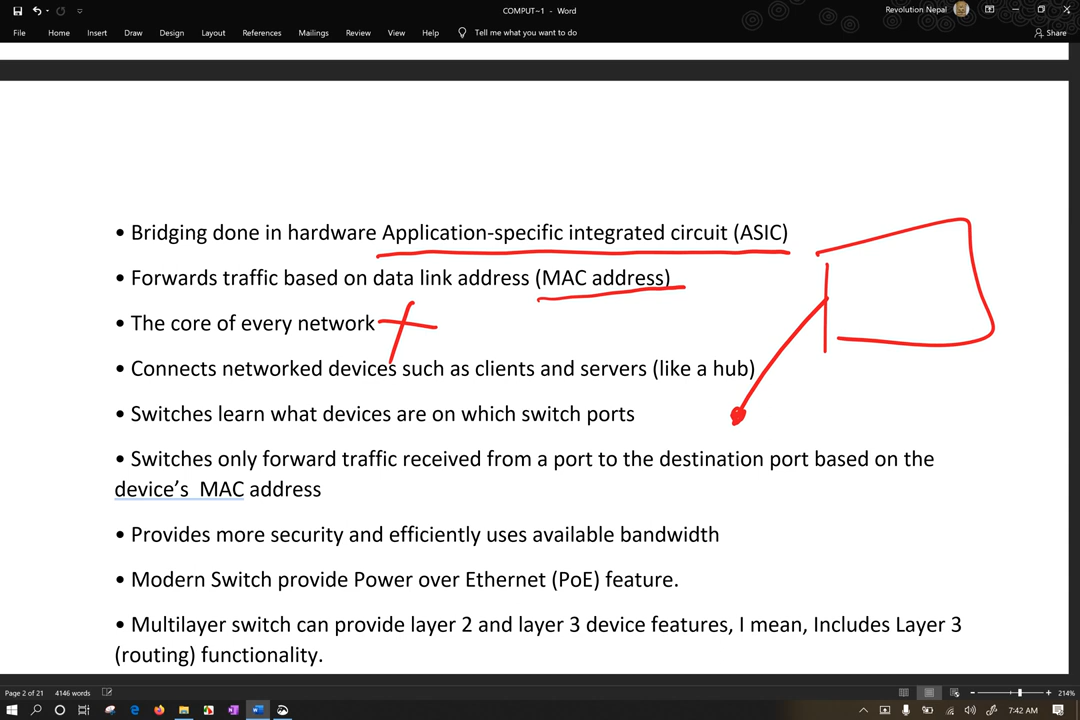 COMPUT~1 - Word
Revolution Nepal
File Home Insert Draw Design Layout References Mailings Review View Help Tell me what you want to do Share
• Bridging done in hardware Application-specific integrated circuit (ASIC)
• Forwards traffic based on data link address (MAC address)
• The core of every network
• Connects networked devices such as clients and servers (like a hub)
• Switches learn what devices are on which switch ports
• Switches only forward traffic received from a port to the destination port based on the
device’s  MAC address
• Provides more security and efficiently uses available bandwidth
• Modern Switch provide Power over Ethernet (PoE) feature.
• Multilayer switch can provide layer 2 and layer 3 device features, I mean, Includes Layer 3
(routing) functionality.
Page 2 of 21 4146 words 214%
7:42 AM